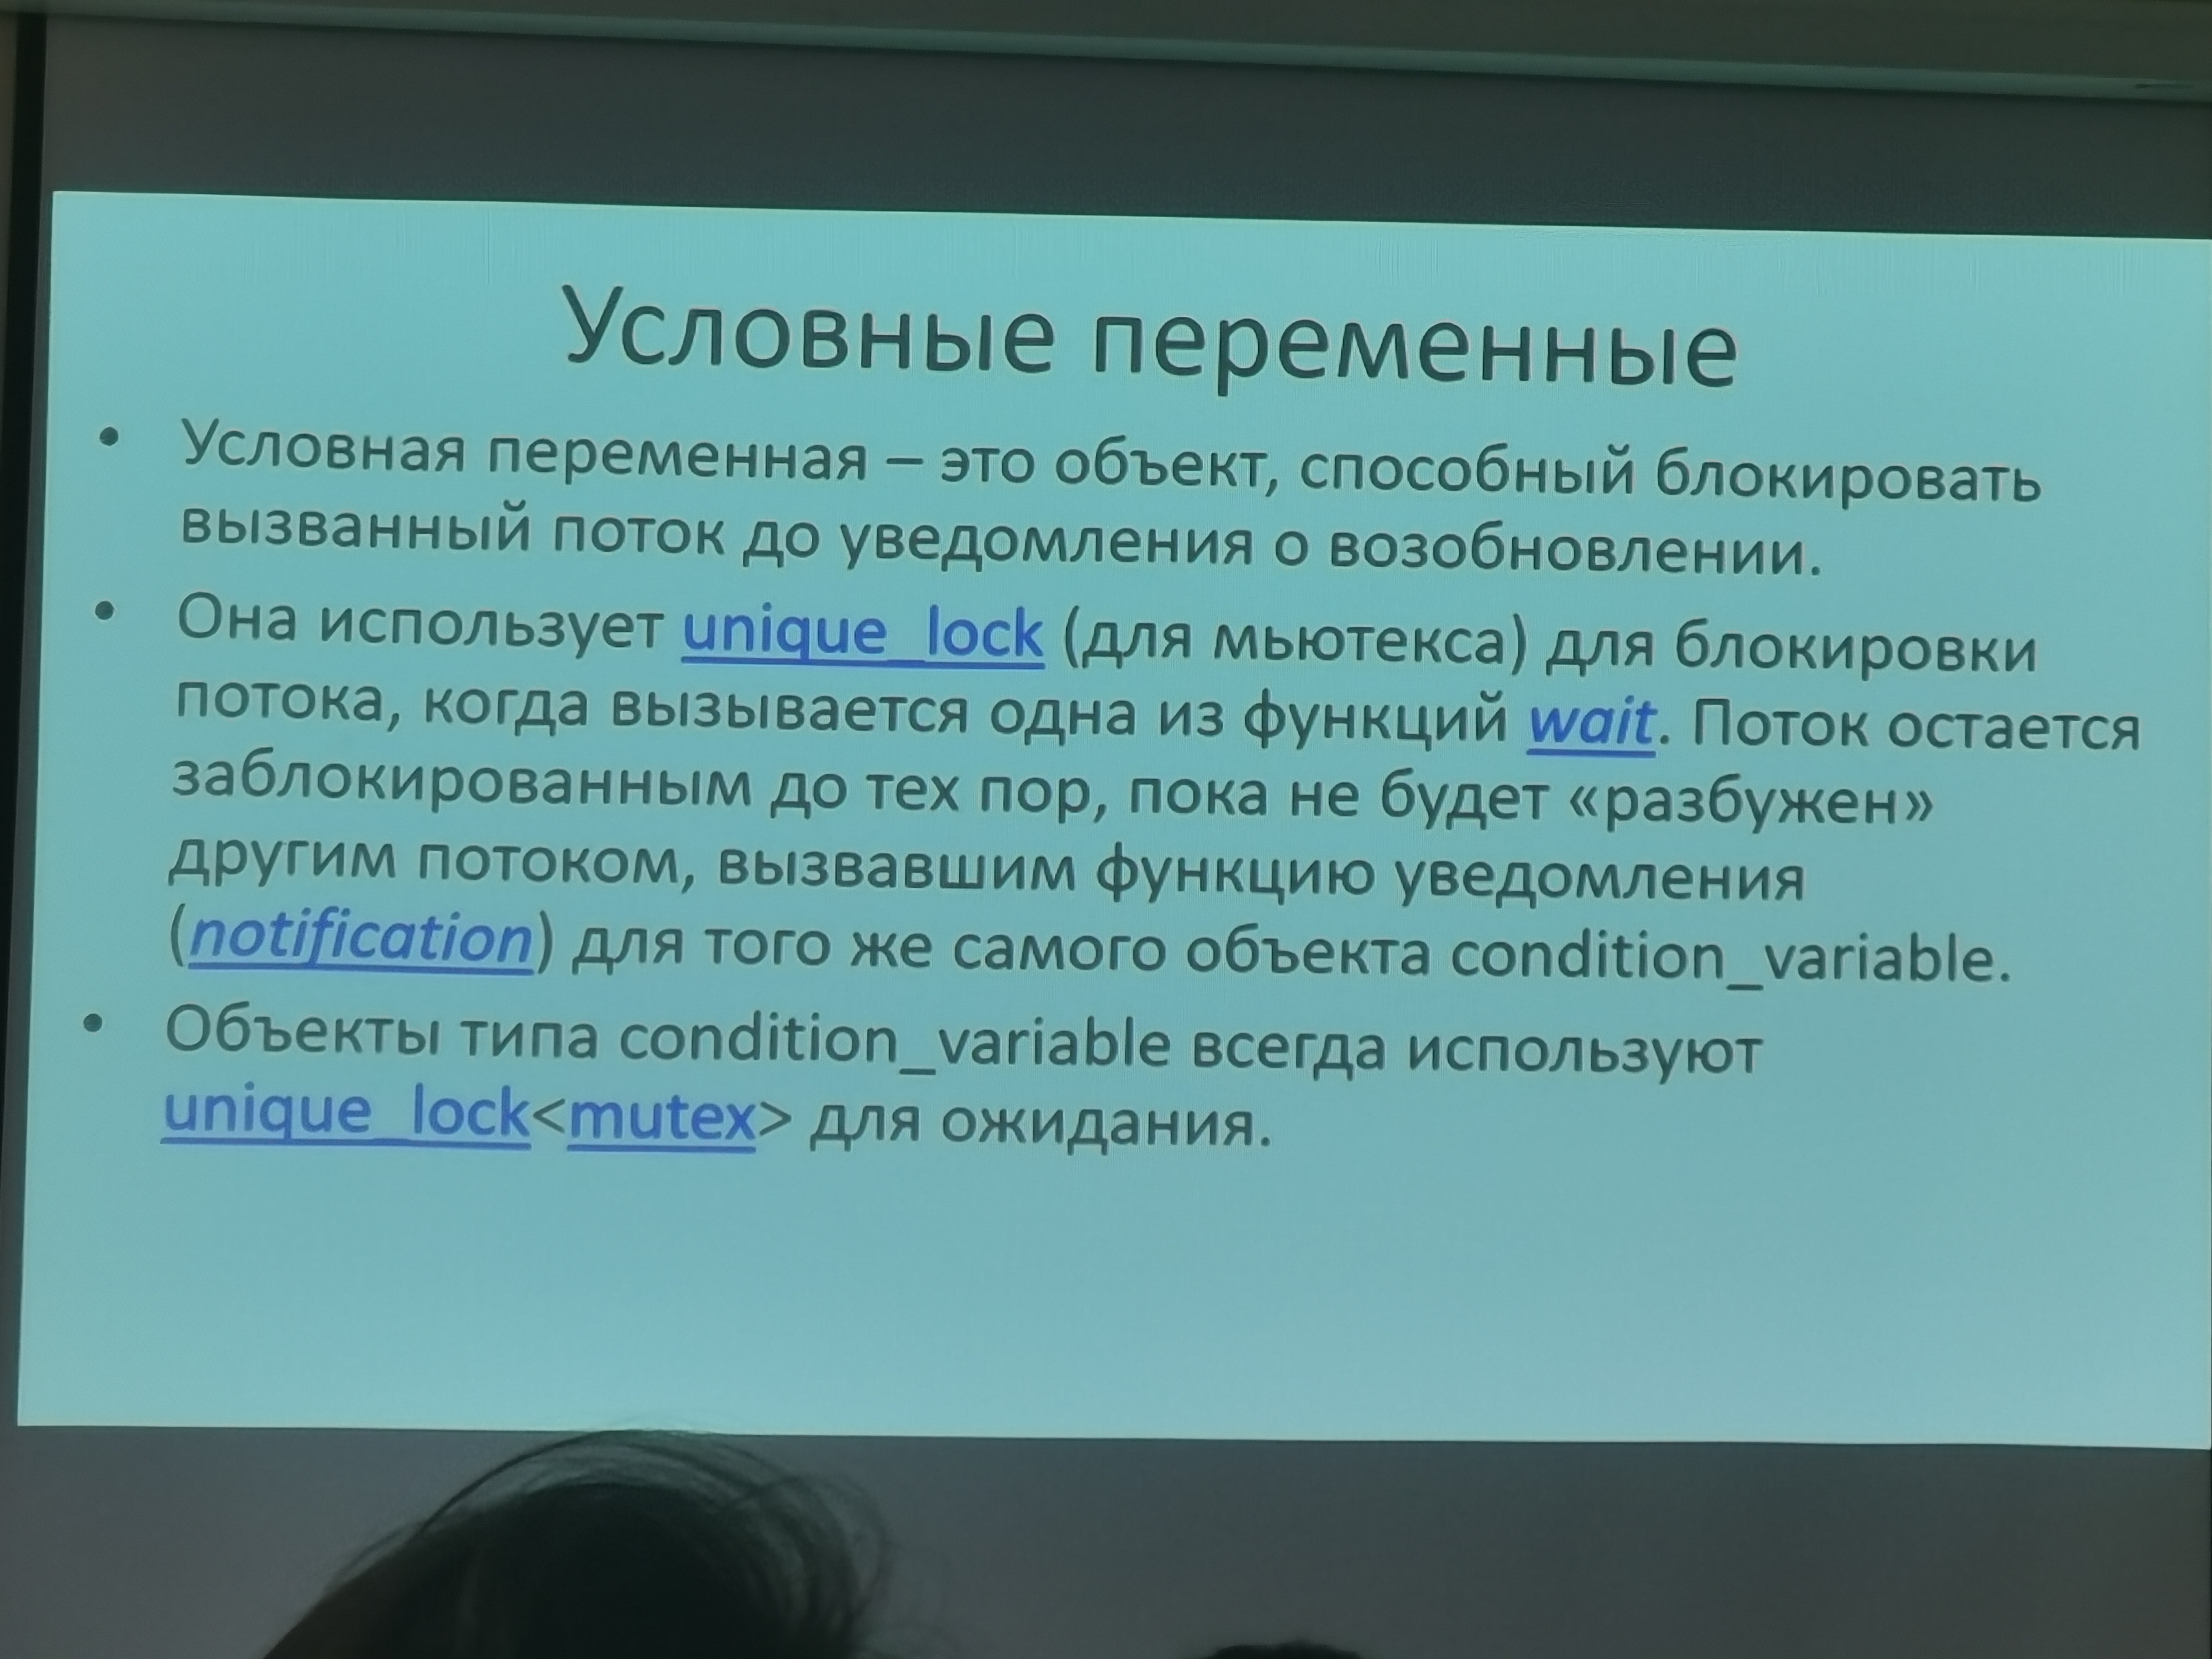 Условные переменные
• Условная переменная – это объект, способный блокировать
вызванный поток до уведомления о возобновлении.
• Она использует unique_lock (для мьютекса) для блокировки
потока, когда вызывается одна из функций wait. Поток остается
заблокированным до тех пор, пока не будет «разбужен»
другим потоком, вызвавшим функцию уведомления
(notification) для того же самого объекта condition_variable.
• Объекты типа condition_variable всегда используют
unique_lock<mutex> для ожидания.